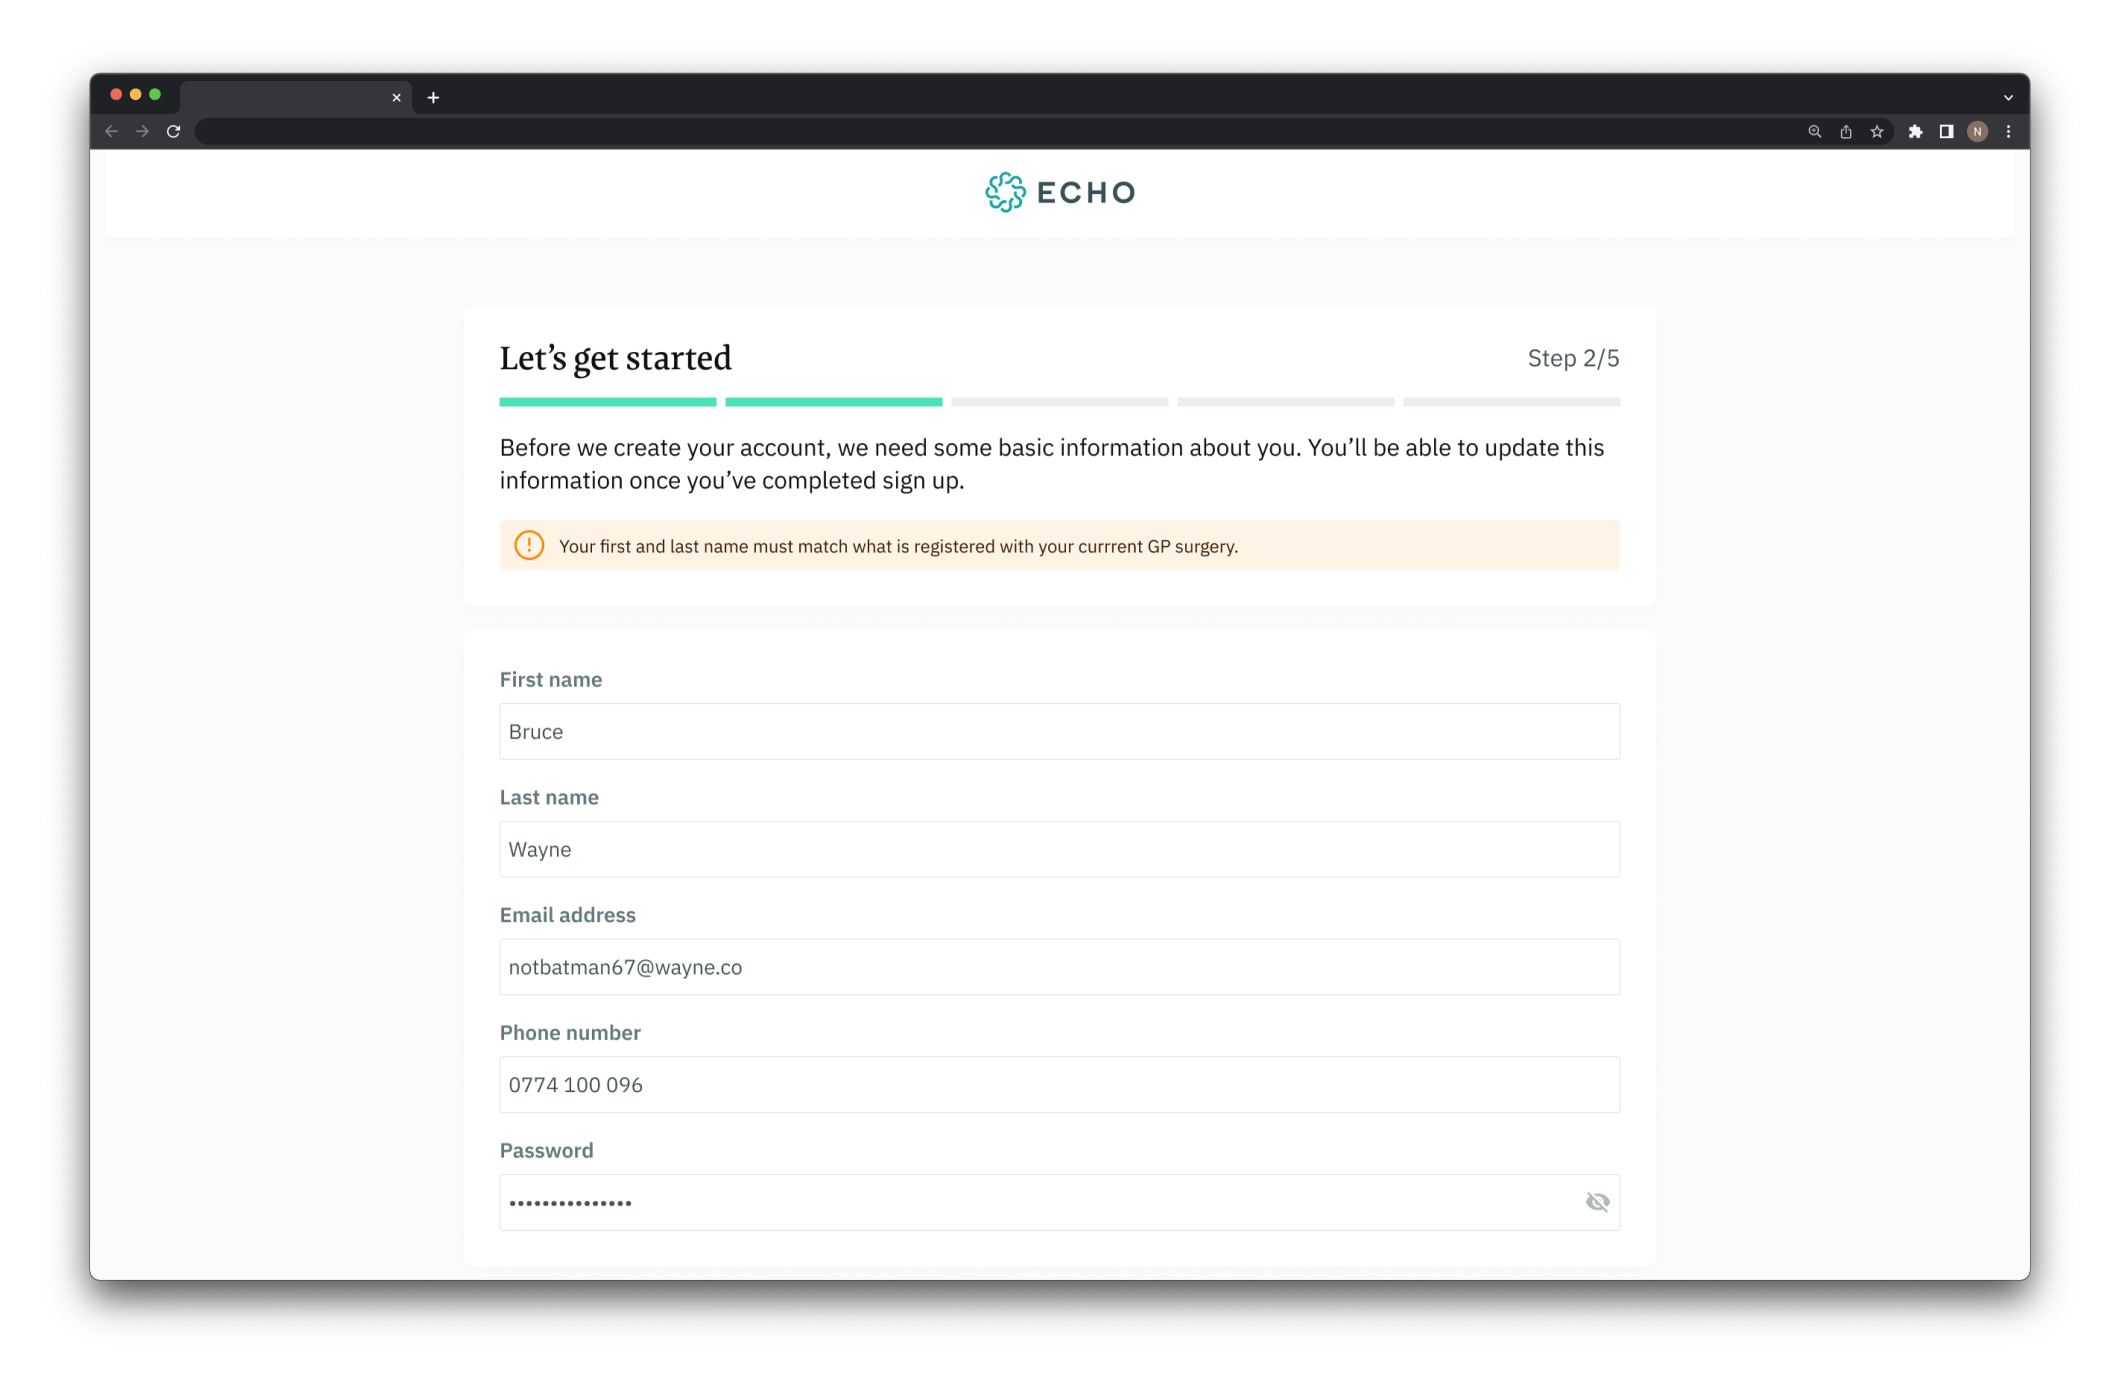 N
ECHO
Let’s get started
Step 2/5
Before we create your account, we need some basic information about you. You’ll be able to update this
information once you’ve completed sign up.
Your first and last name must match what is registered with your currrent GP surgery.
First name
Bruce
Last name
Wayne
Email address
notbatman67@wayne.co
Phone number
0774 100 096
Password
•••••••••••••••